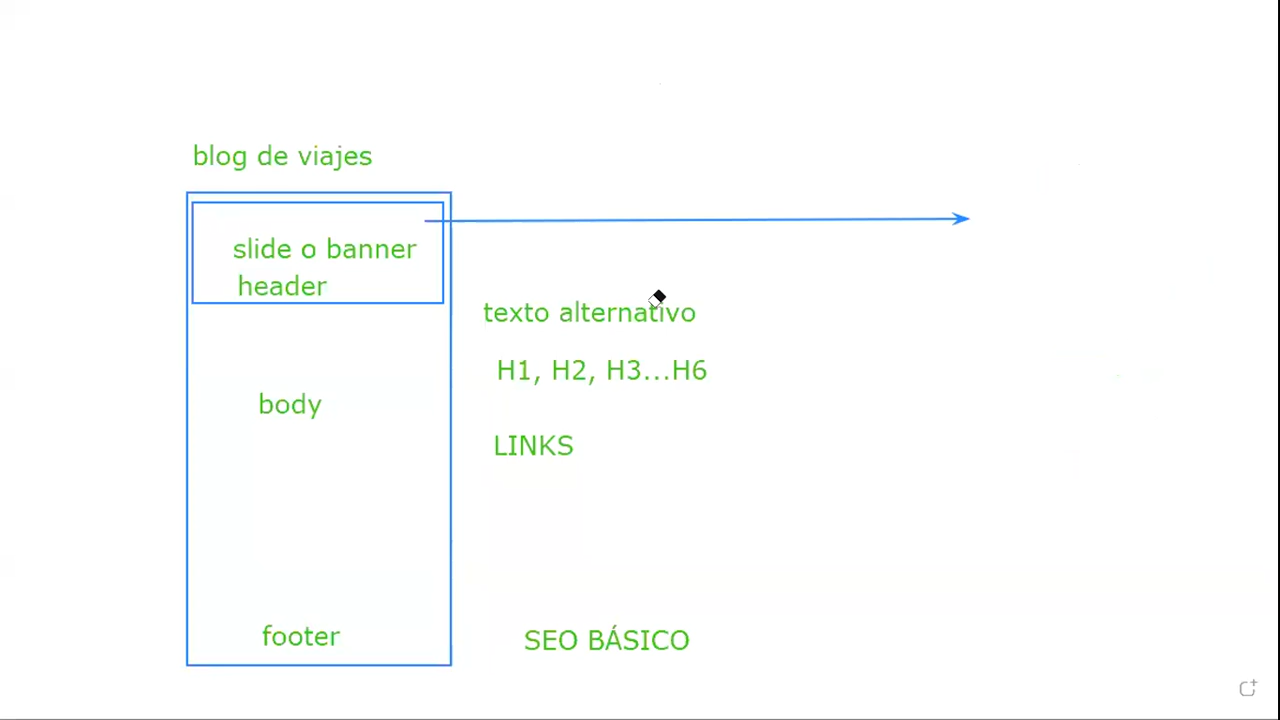 blog de viajes
slide o banner
header
texto alternativo
H1, H2, H3...H6
body
LINKS
footer
SEO BÁSICO